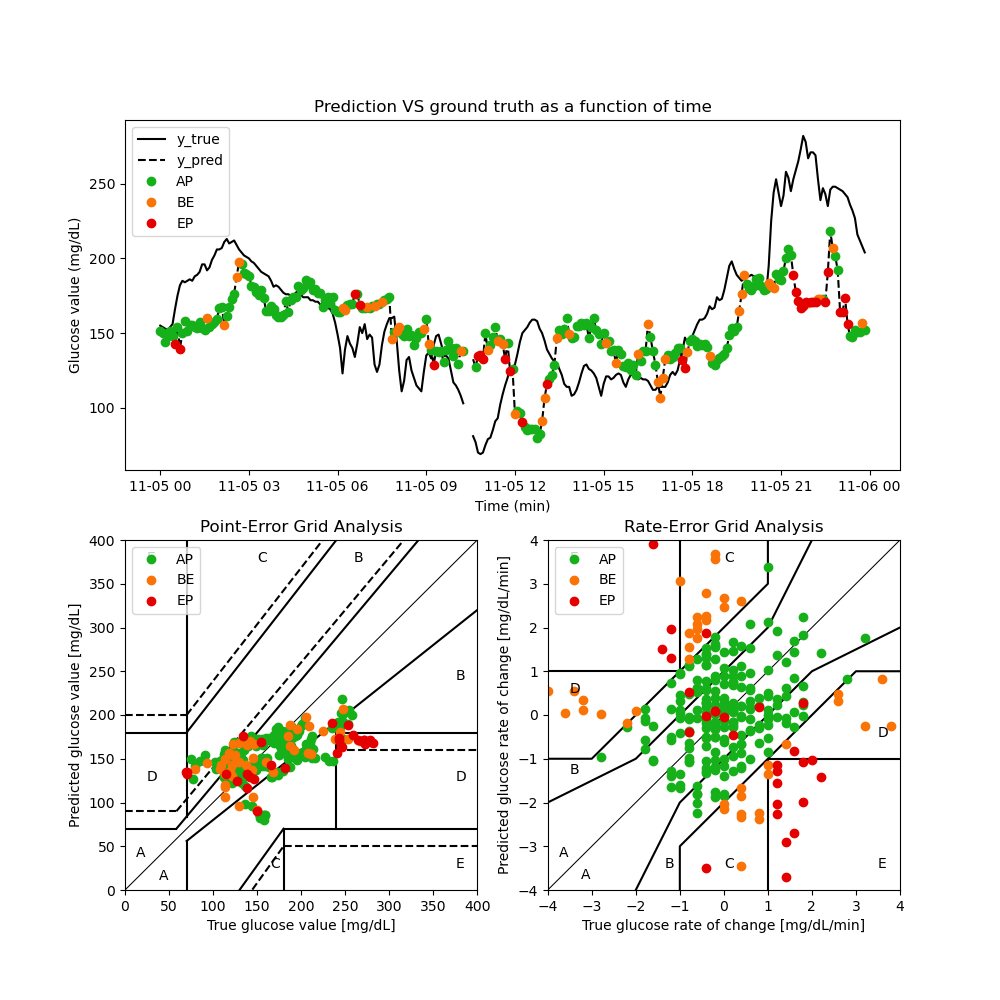 Prediction VS ground truth as a function of time
y_true
y_pred
AP
BE
EP
250
200
150
100
Glucose value (mg/dL)
11-05 00 11-05 03 11-05 06 11-05 09 11-05 12 11-05 15 11-05 18 11-05 21 11-06 00
Time (min)
Point-Error Grid Analysis
400
350
300
250
200
150
100
50
0
Predicted glucose value [mg/dL]
AP
BE
EP
C
B
B
D
D
A
A
C
E
0 50 100 150 200 250 300 350 400
True glucose value [mg/dL]
Rate-Error Grid Analysis
4
3
2
1
0
−1
−2
−3
−4
Predicted glucose rate of change [mg/dL/min]
AP
BE
EP
C
D
D
B
A
A
B
C
E
−4 −3 −2 −1 0 1 2 3 4
True glucose rate of change [mg/dL/min]